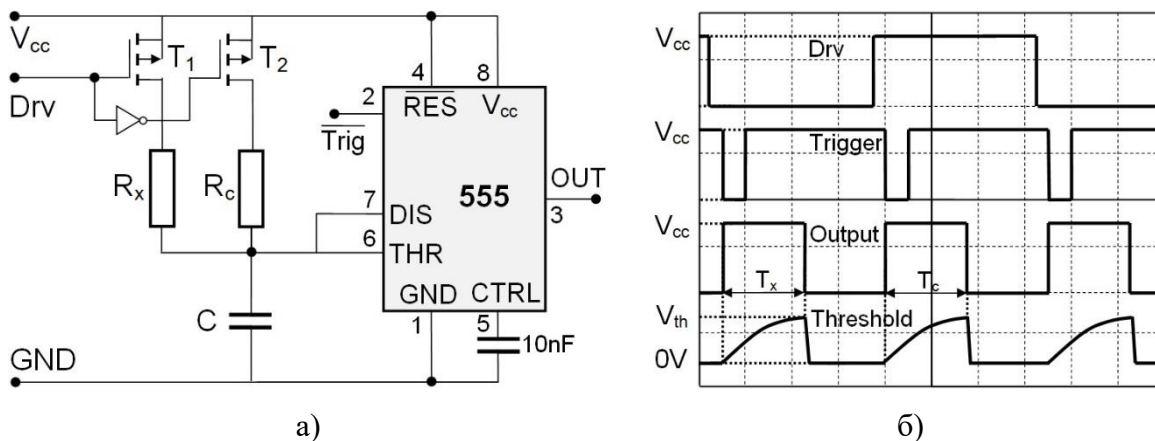 Vcc
Drv
T1
T2
Rx
Rc
C
GND
2
Trig
4
RES
8
Vcc
555
OUT
3
7
DIS
6
THR
GND
CTRL
1
5
10nF
а)
Vcc
Drv
Vcc
Trigger
Vcc
Output
Tx
Tc
Vth
Threshold
0V
б)